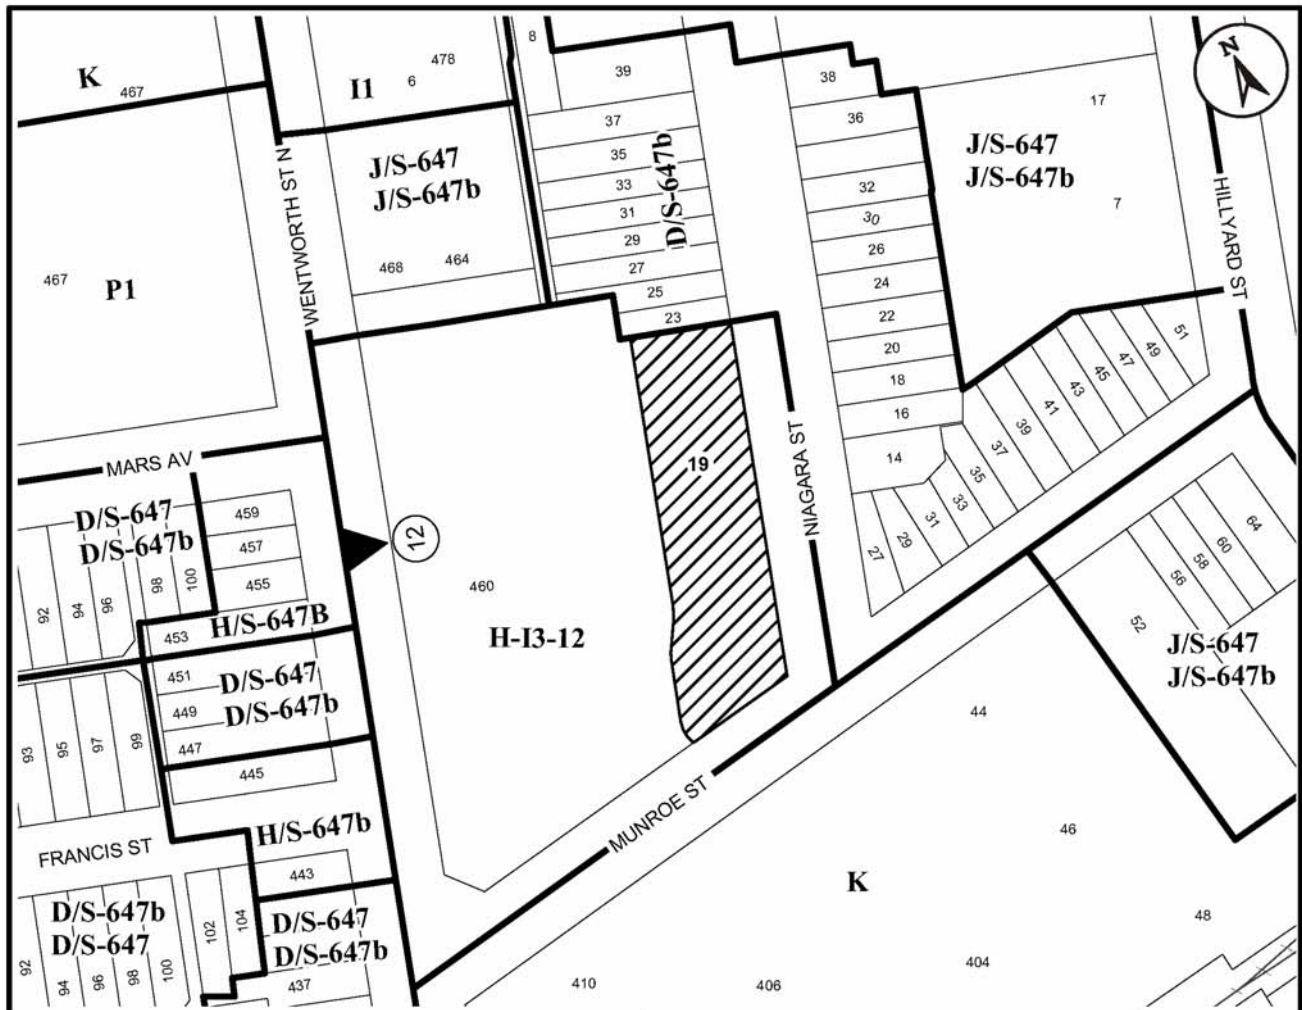 K
467
I1
478
6
8
39
38
17
N
37
36
J/S-647
J/S-647b
35
D/S-647b
J/S-647
J/S-647b
WENTWORTH ST N
33
32
31
30
7
HILLYARD ST
29
26
467
P1
468
464
27
24
25
22
23
20
18
16
51
49
47
45
43
41
39
37
35
33
31
29
27
14
MARS AV
19
NIAGARA ST
D/S-647
D/S-647b
459
457
455
12
92
94
96
98
100
453
H/S-647B
460
H-I3-12
64
60
58
56
52
451
D/S-647
D/S-647b
449
447
J/S-647
J/S-647b
93
95
97
99
445
44
MUNROE ST
46
FRANCIS ST
H/S-647b
443
K
D/S-647b
D/S-647
102
104
D/S-647
D/S-647b
48
92
94
96
98
100
437
410
406
404